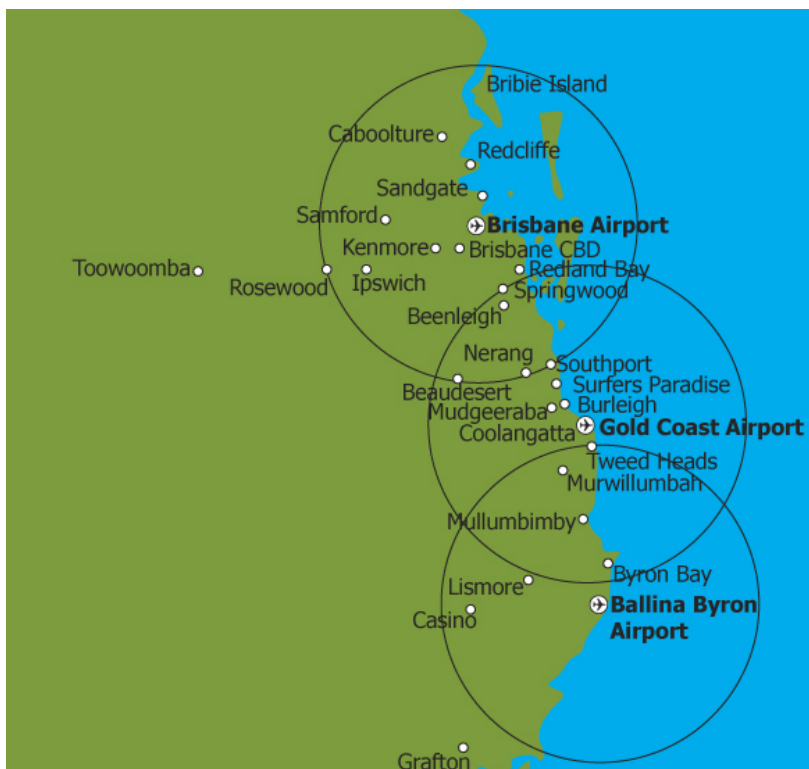 Bribie Island
Caboolture
Redcliffe
Sandgate
Samford
Brisbane Airport
Kenmore
Brisbane CBD
Toowoomba
Rosewood
Ipswich
Redland Bay
Springwood
Beenleigh
Nerang
Southport
Beaudesert
Surfers Paradise
Mudgeeraba
Burleigh
Coolangatta
Gold Coast Airport
Tweed Heads
Murwillumbah
Mullumbimby
Byron Bay
Lismore
Casino
Ballina Byron
Airport
Grafton